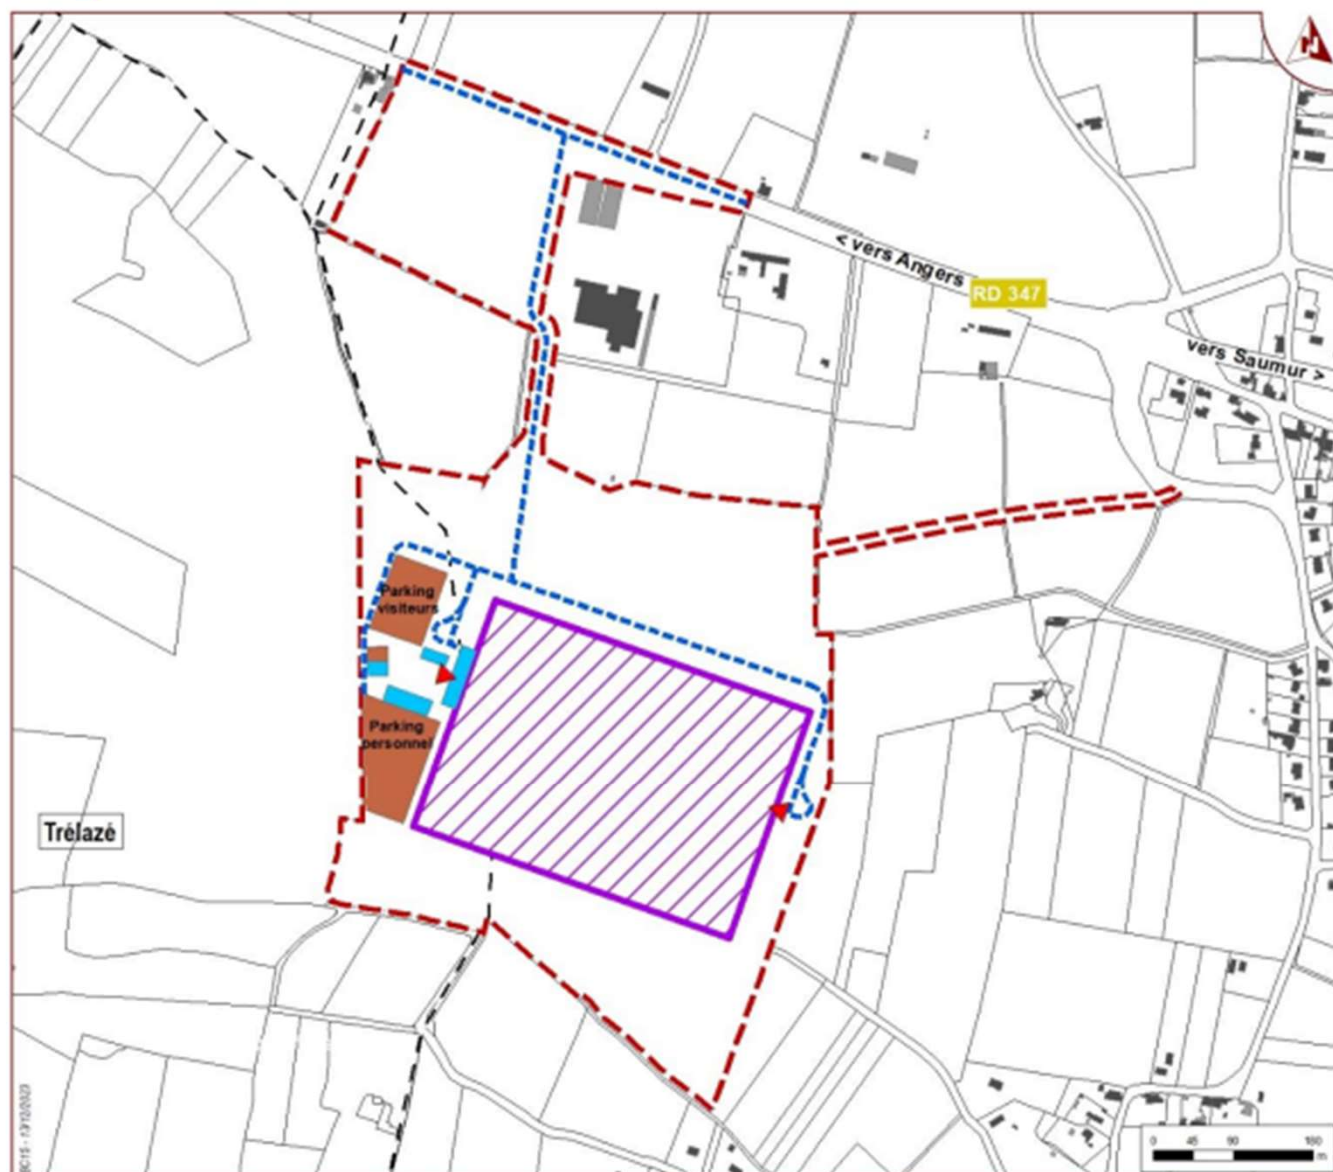 N
< vers Angers
RD 347
vers Saumur >
Parking
visiteurs
Parking
personnel
Trélazé
0 45 90 180
m